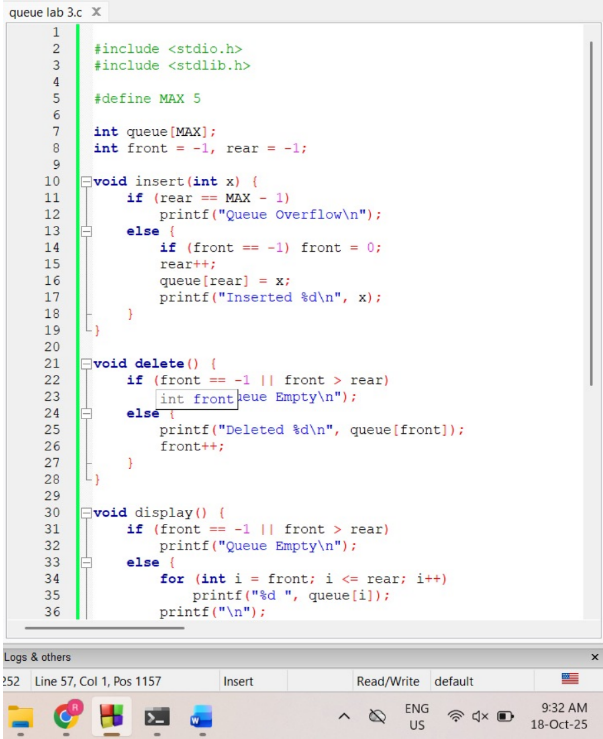 queue lab 3.c X
1
2 #include <stdio.h>
3 #include <stdlib.h>
4
5 #define MAX 5
6
7 int queue[MAX];
8 int front = -1, rear = -1;
9
10 void insert(int x) {
11 if (rear == MAX - 1)
12 printf("Queue Overflow\n");
13 else {
14 if (front == -1) front = 0;
15 rear++;
16 queue[rear] = x;
17 printf("Inserted %d\n", x);
18 }
19 }
20
21 void delete() {
22 if (front == -1 || front > rear)
23 int front ueue Empty\n");
24 else {
25 printf("Deleted %d\n", queue[front]);
26 front++;
27 }
28 }
29
30 void display() {
31 if (front == -1 || front > rear)
32 printf("Queue Empty\n");
33 else {
34 for (int i = front; i <= rear; i++)
35 printf("%d ", queue[i]);
36 printf("\n");
Logs & others x
252 Line 57, Col 1, Pos 1157 Insert Read/Write default
R W ENG US 9:32 AM 18-Oct-25